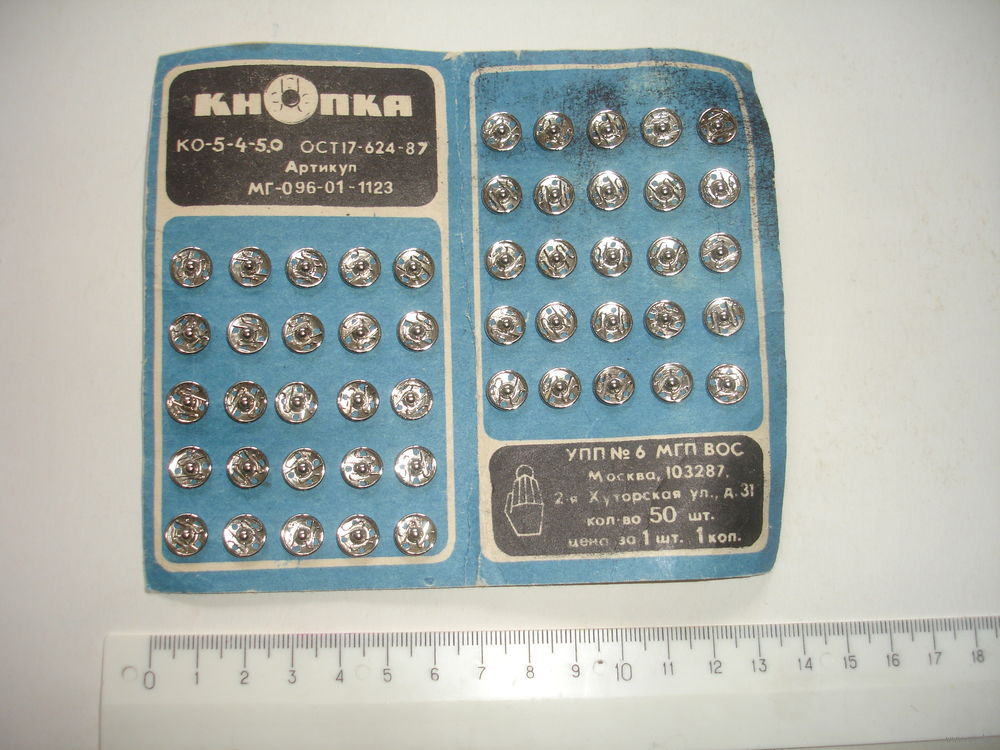 КНОПКА
КО-5-4-5.0 ОСТ17-624-87
Артикул
МГ-096-01-1123
УПП № 6 МГП ВОС
Москва, 103287,
2-я Хуторская ул., д.31
кол-во 50 шт.
цена за 1 шт. 1 коп.
0 1 2 3 4 5 6 7 8 9 10 11 12 13 14 15 16 17 18